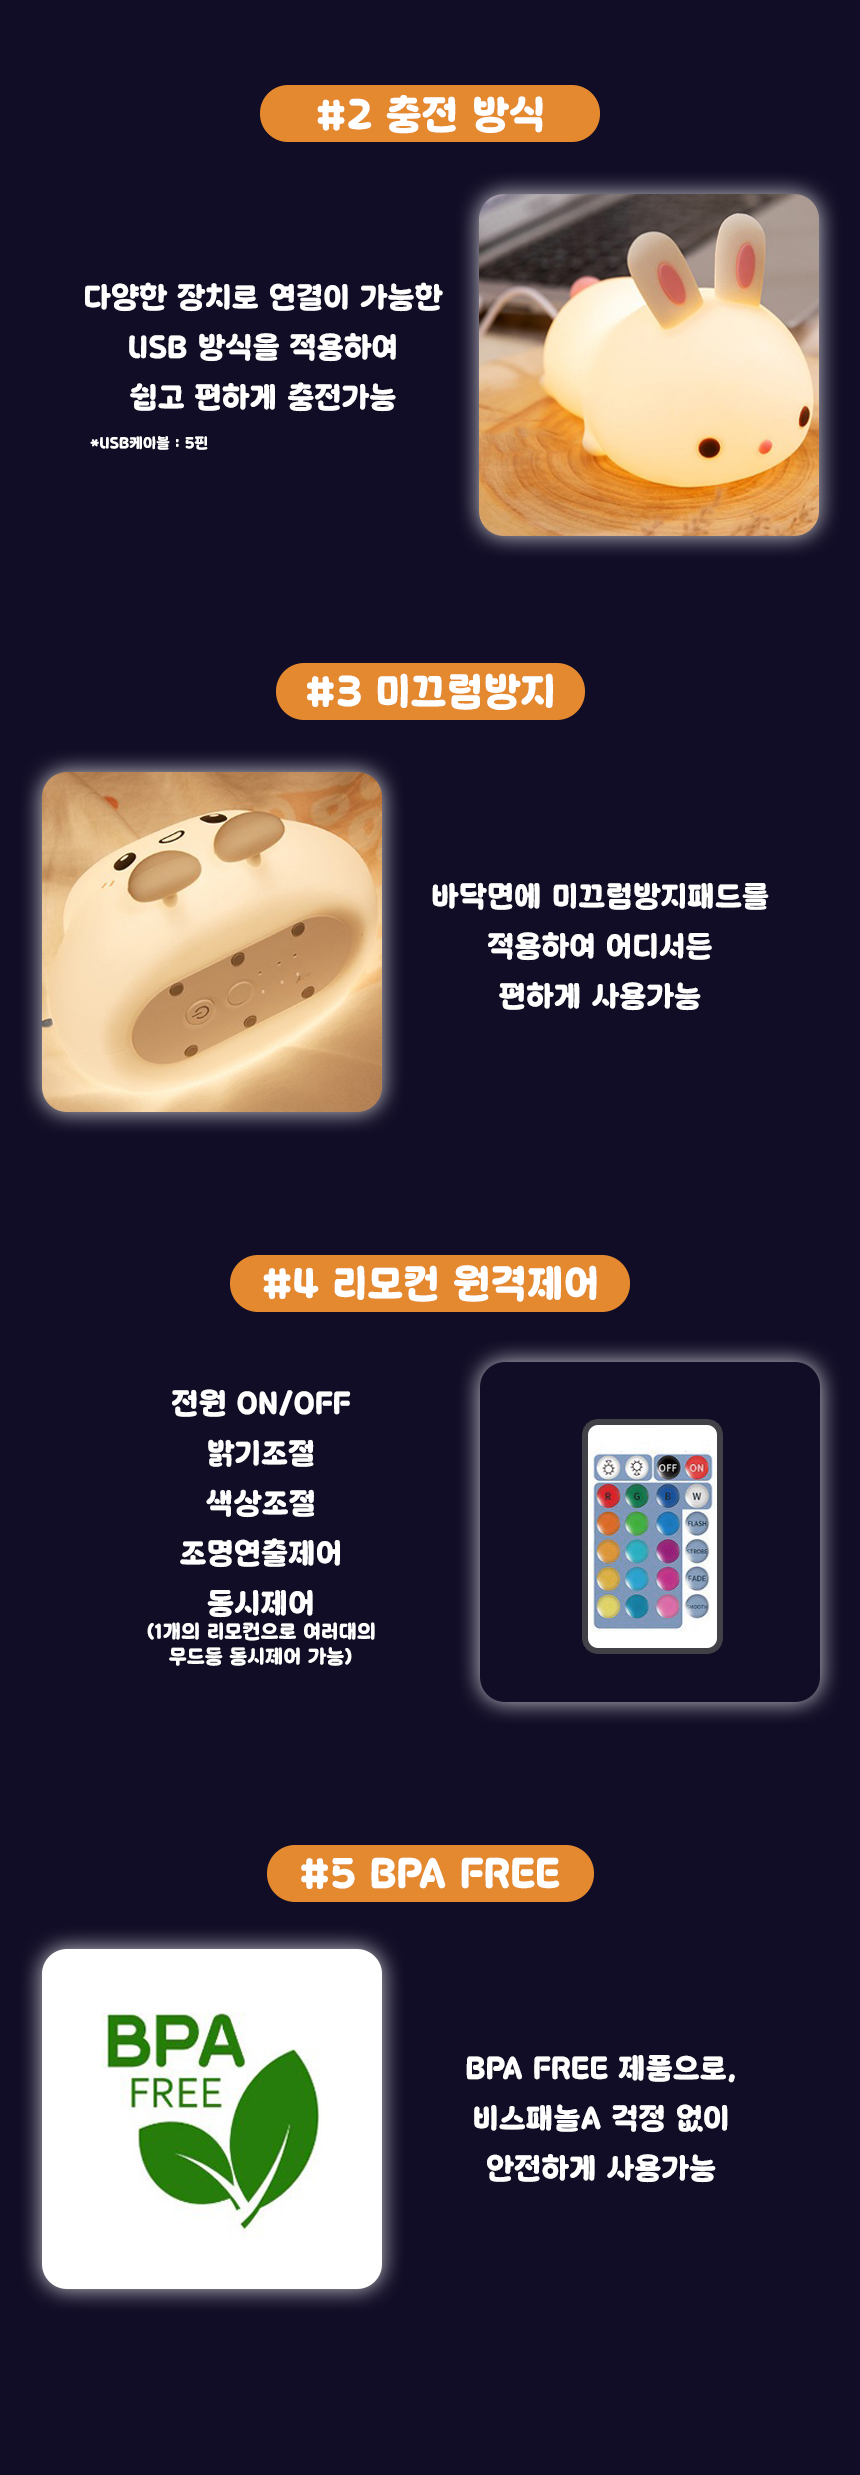 #2 충전 방식
다양한 장치로 연결이 가능한
USB 방식을 적용하여
쉽고 편하게 충전가능
*USB케이블 : 5핀
#3 미끄럼방지
바닥면에 미끄럼방지패드를
적용하여 어디서든
편하게 사용가능
#4 리모컨 원격제어
전원 ON/OFF
밝기조절
색상조절
조명연출제어
동시제어
(1개의 리모컨으로 여러대의
무드등 동시제어 가능)
OFF ON
R G B W
FLASH
STROBE
FADE
SMOOTH
#5 BPA FREE
BPA
FREE
BPA FREE 제품으로,
비스패놀A 걱정 없이
안전하게 사용가능